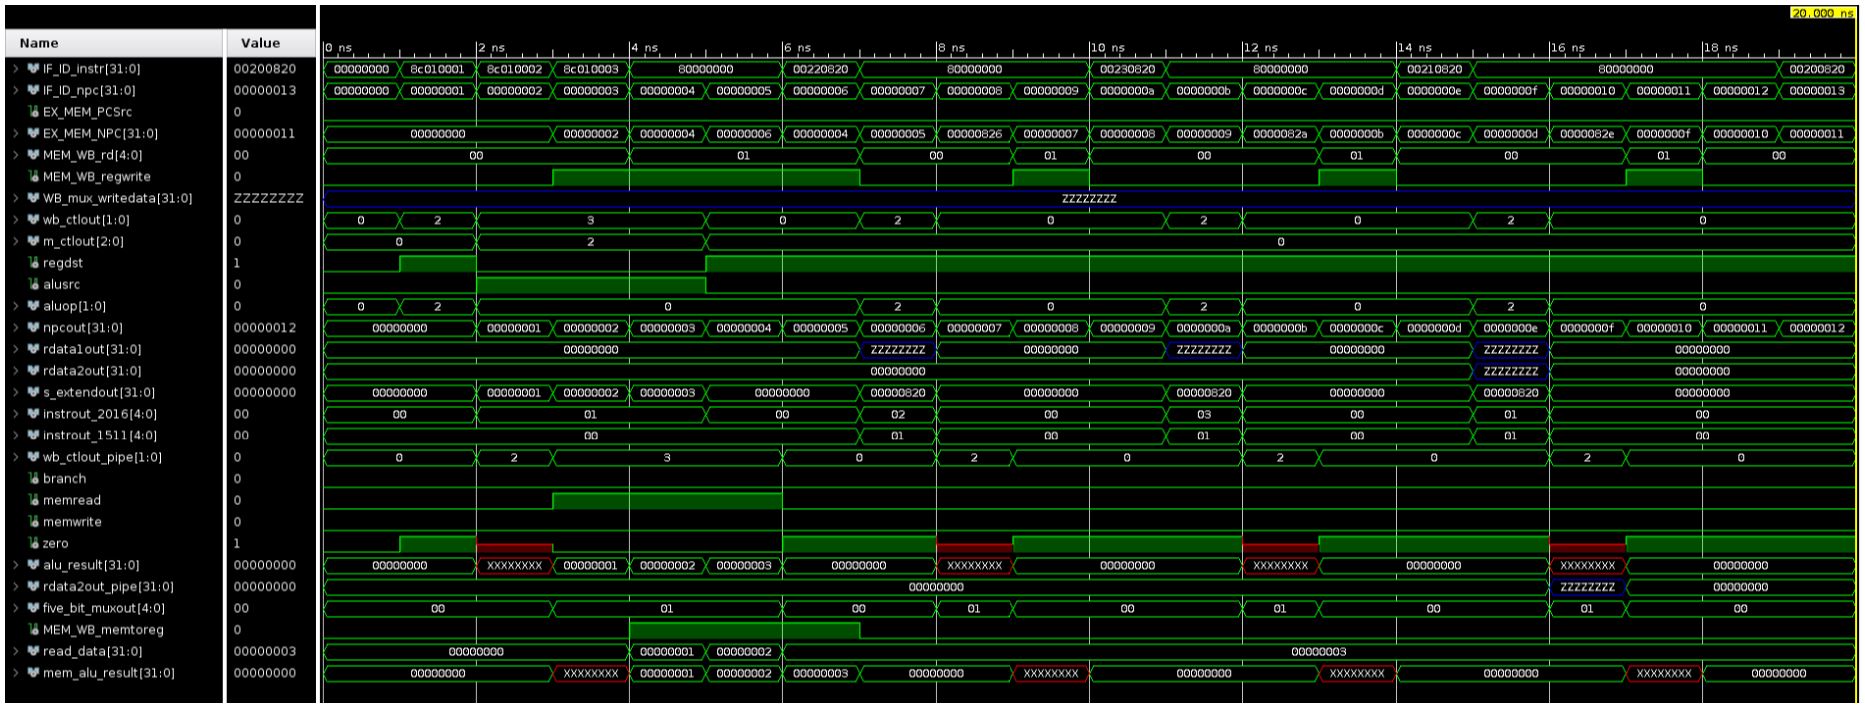 20.000 ns
Name Value 0 ns 2 ns 4 ns 6 ns 8 ns 10 ns 12 ns 14 ns 16 ns 18 ns
IF_ID_instr[31:0] 00200820 00000000 8c010001 8c010002 8c010003 80000000 00220820 80000000 00230820 80000000 00210820 80000000 00200820
IF_ID_npc[31:0] 00000013 00000000 00000001 00000002 00000003 00000004 00000005 00000006 00000007 00000008 00000009 0000000a 0000000b 0000000c 0000000d 0000000e 0000000f 00000010 00000011 00000012 00000013
EX_MEM_PCSrc 0
EX_MEM_NPC[31:0] 00000011 00000000 00000002 00000004 00000006 00000004 00000005 00000826 00000007 00000008 00000009 0000082a 0000000b 0000000c 0000000d 0000082e 0000000f 00000010 00000011
MEM_WB_rd[4:0] 00 00 01 00 01 00 01 00 01 00
MEM_WB_regwrite 0
WB_mux_writedata[31:0] ZZZZZZZZ ZZZZZZZZ
wb_ctlout[1:0] 0 0 2 3 0 2 0 2 0 2 0
m_ctlout[2:0] 0 0 2 0
regdst 1
alusrc 0
aluop[1:0] 0 0 2 0 2 0 2 0 2 0
npcout[31:0] 00000012 00000000 00000001 00000002 00000003 00000004 00000005 00000006 00000007 00000008 00000009 0000000a 0000000b 0000000c 0000000d 0000000e 0000000f 00000010 00000011 00000012
rdata1out[31:0] 00000000 00000000 ZZZZZZZZ 00000000 ZZZZZZZZ 00000000 ZZZZZZZZ 00000000
rdata2out[31:0] 00000000 00000000 ZZZZZZZZ 00000000
s_extendout[31:0] 00000000 00000000 00000001 00000002 00000003 00000000 00000820 00000000 00000820 00000000 00000820 00000000
instrout_2016[4:0] 00 00 01 00 02 00 03 00 01 00
instrout_1511[4:0] 00 00 01 00 01 00 01 00
wb_ctlout_pipe[1:0] 0 0 2 3 0 2 0 2 0 2 0
branch 0
memread 0
memwrite 0
zero 1
alu_result[31:0] 00000000 00000000 XXXXXXXX 00000001 00000002 00000003 00000000 XXXXXXXX 00000000 XXXXXXXX 00000000 XXXXXXXX 00000000
rdata2out_pipe[31:0] 00000000 00000000 ZZZZZZZZ 00000000
five_bit_muxout[4:0] 00 00 01 00 01 00 01 00 01 00
MEM_WB_memtoreg 0
read_data[31:0] 00000003 00000000 00000001 00000002 00000003
mem_alu_result[31:0] 00000000 00000000 XXXXXXXX 00000001 00000002 00000003 00000000 XXXXXXXX 00000000 XXXXXXXX 00000000 XXXXXXXX 00000000